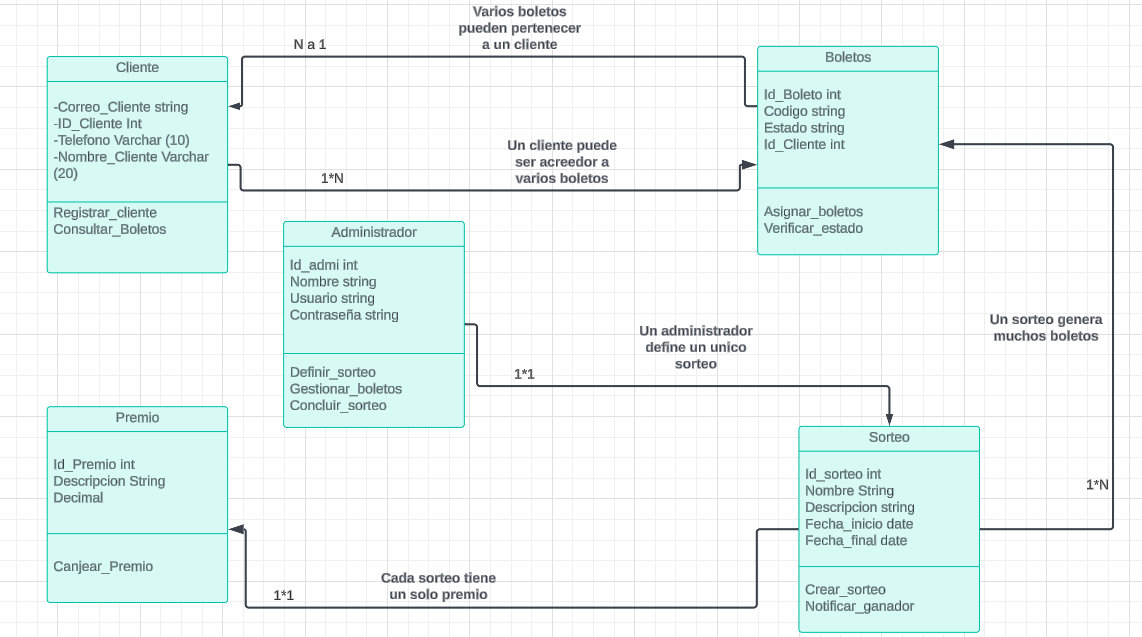 Varios boletos
pueden pertenecer
a un cliente
N a 1
Cliente
-Correo_Cliente string
-ID_Cliente Int
-Telefono Varchar (10)
-Nombre_Cliente Varchar
(20)
Registrar_cliente
Consultar_Boletos
Boletos
Id_Boleto int
Codigo string
Estado string
Id_Cliente int
Asignar_boletos
Verificar_estado
Un cliente puede
ser acreedor a
varios boletos
1*N
Administrador
Id_admi int
Nombre string
Usuario string
Contraseña string
Definir_sorteo
Gestionar_boletos
Concluir_sorteo
Un administrador
define un unico
sorteo
1*1
Un sorteo genera
muchos boletos
1*N
Premio
Id_Premio int
Descripcion String
Decimal
Canjear_Premio
Sorteo
Id_sorteo int
Nombre String
Descripcion string
Fecha_inicio date
Fecha_final date
Crear_sorteo
Notificar_ganador
Cada sorteo tiene
un solo premio
1*1